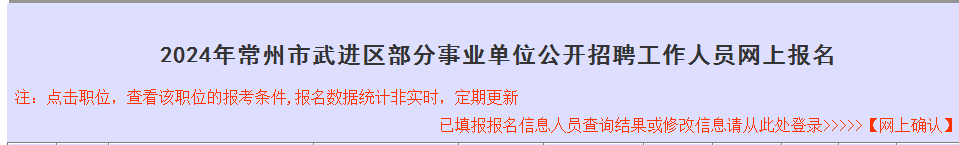 2024年常州市武进区部分事业单位公开招聘工作人员网上报名
注：点击职位，查看该职位的报考条件,报名数据统计非实时，定期更新
已填报报名信息人员查询结果或修改信息请从此处登录>>>>>【网上确认】